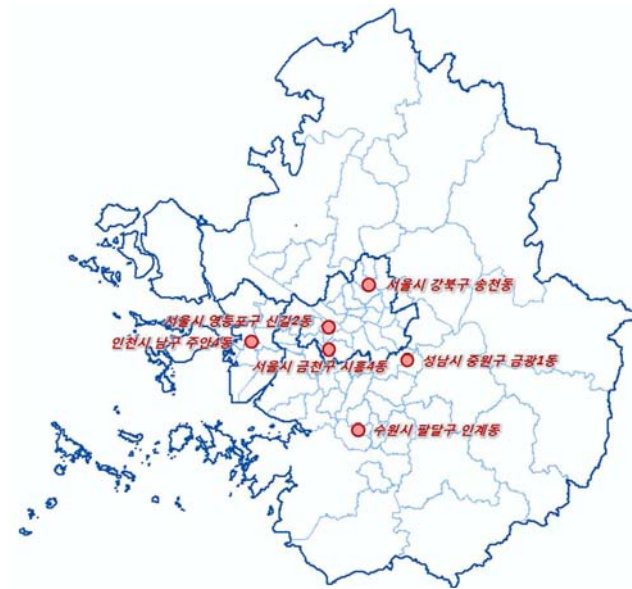 서울시 강북구 송천동
서울시 영등포구 신길2동
인천시 남구 주안4동
서울시 금천구 시흥4동
성남시 중원구 금광1동
수원시 팔달구 인계동